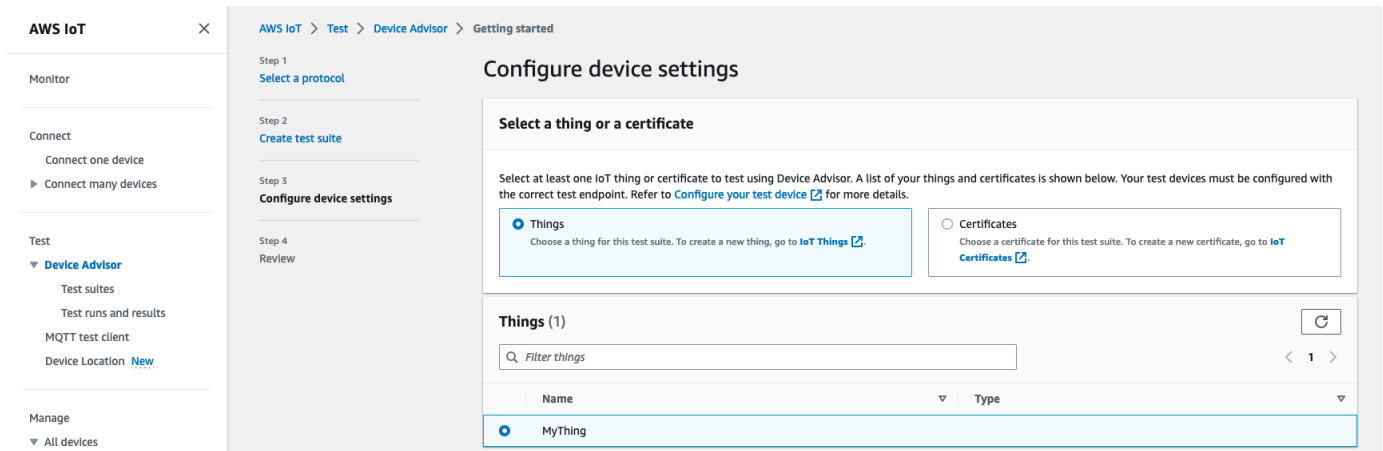 AWS IoT
Monitor
Connect
Connect one device
Connect many devices
Test
Device Advisor
Test suites
Test runs and results
MQTT test client
Device Location New
Manage
All devices
AWS IoT > Test > Device Advisor > Getting started
Step 1
Select a protocol
Step 2
Create test suite
Step 3
Configure device settings
Step 4
Review
Configure device settings
Select a thing or a certificate
Select at least one IoT thing or certificate to test using Device Advisor. A list of your things and certificates is shown below. Your test devices must be configured with
the correct test endpoint. Refer to Configure your test device for more details.
Things
Choose a thing for this test suite. To create a new thing, go to IoT Things.
Certificates
Choose a certificate for this test suite. To create a new certificate, go to IoT
Certificates.
Things (1)
Filter things
1
Name Type
MyThing